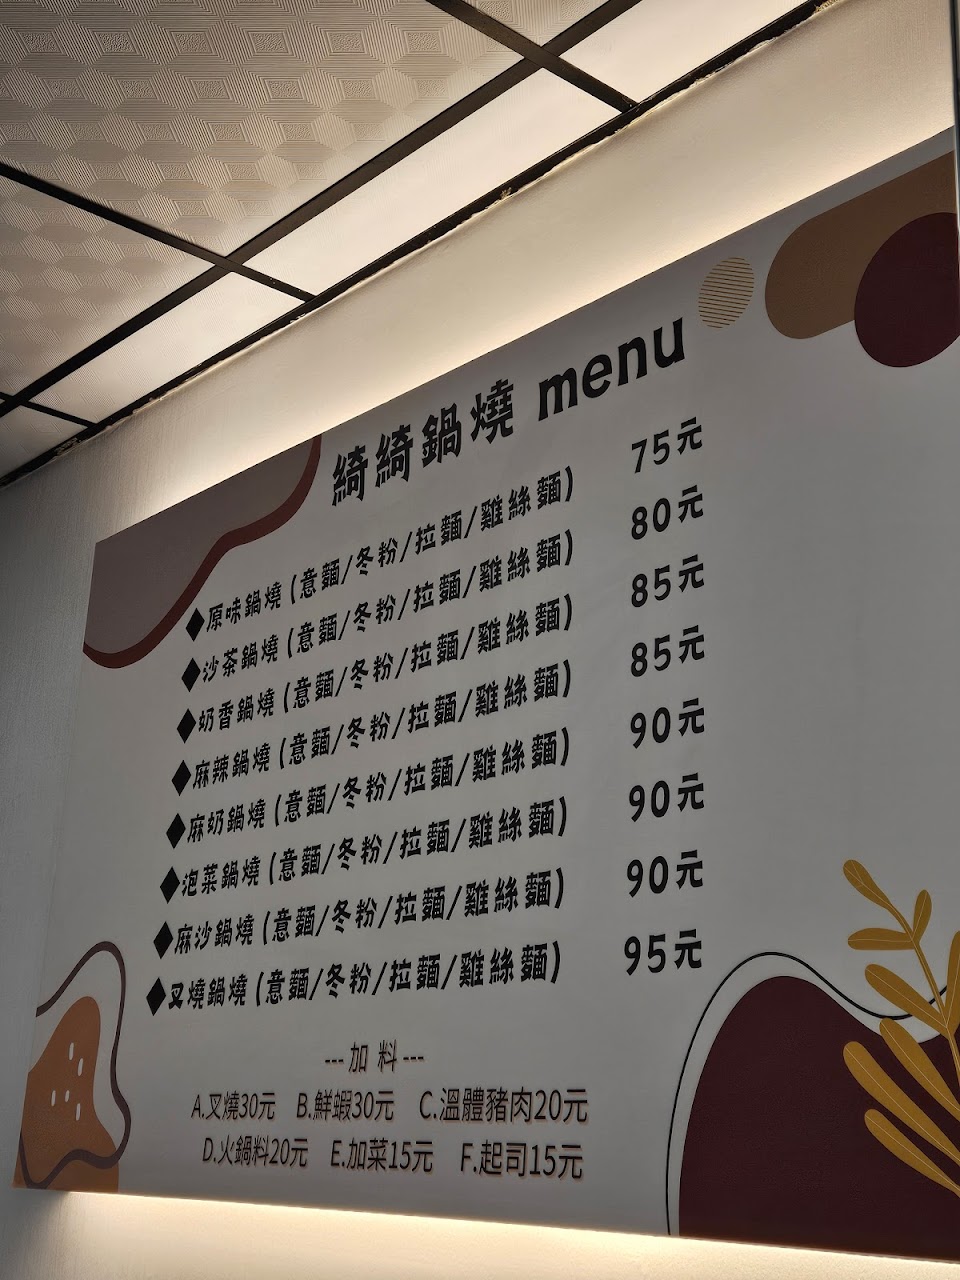 綺綺鍋燒 menu
◆原味鍋燒 (意麵/冬粉/拉麵/雞絲麵) 75元
◆沙茶鍋燒 (意麵/冬粉/拉麵/雞絲麵) 80元
◆奶香鍋燒 (意麵/冬粉/拉麵/雞絲麵) 85元
◆麻辣鍋燒 (意麵/冬粉/拉麵/雞絲麵) 85元
◆麻奶鍋燒 (意麵/冬粉/拉麵/雞絲麵) 90元
◆泡菜鍋燒 (意麵/冬粉/拉麵/雞絲麵) 90元
◆麻沙鍋燒 (意麵/冬粉/拉麵/雞絲麵) 90元
◆叉燒鍋燒 (意麵/冬粉/拉麵/雞絲麵) 95元
--- 加 料 ---
A.叉燒30元 B.鮮蝦30元 C.溫體豬肉20元
D.火鍋料20元 E.加菜15元 F.起司15元